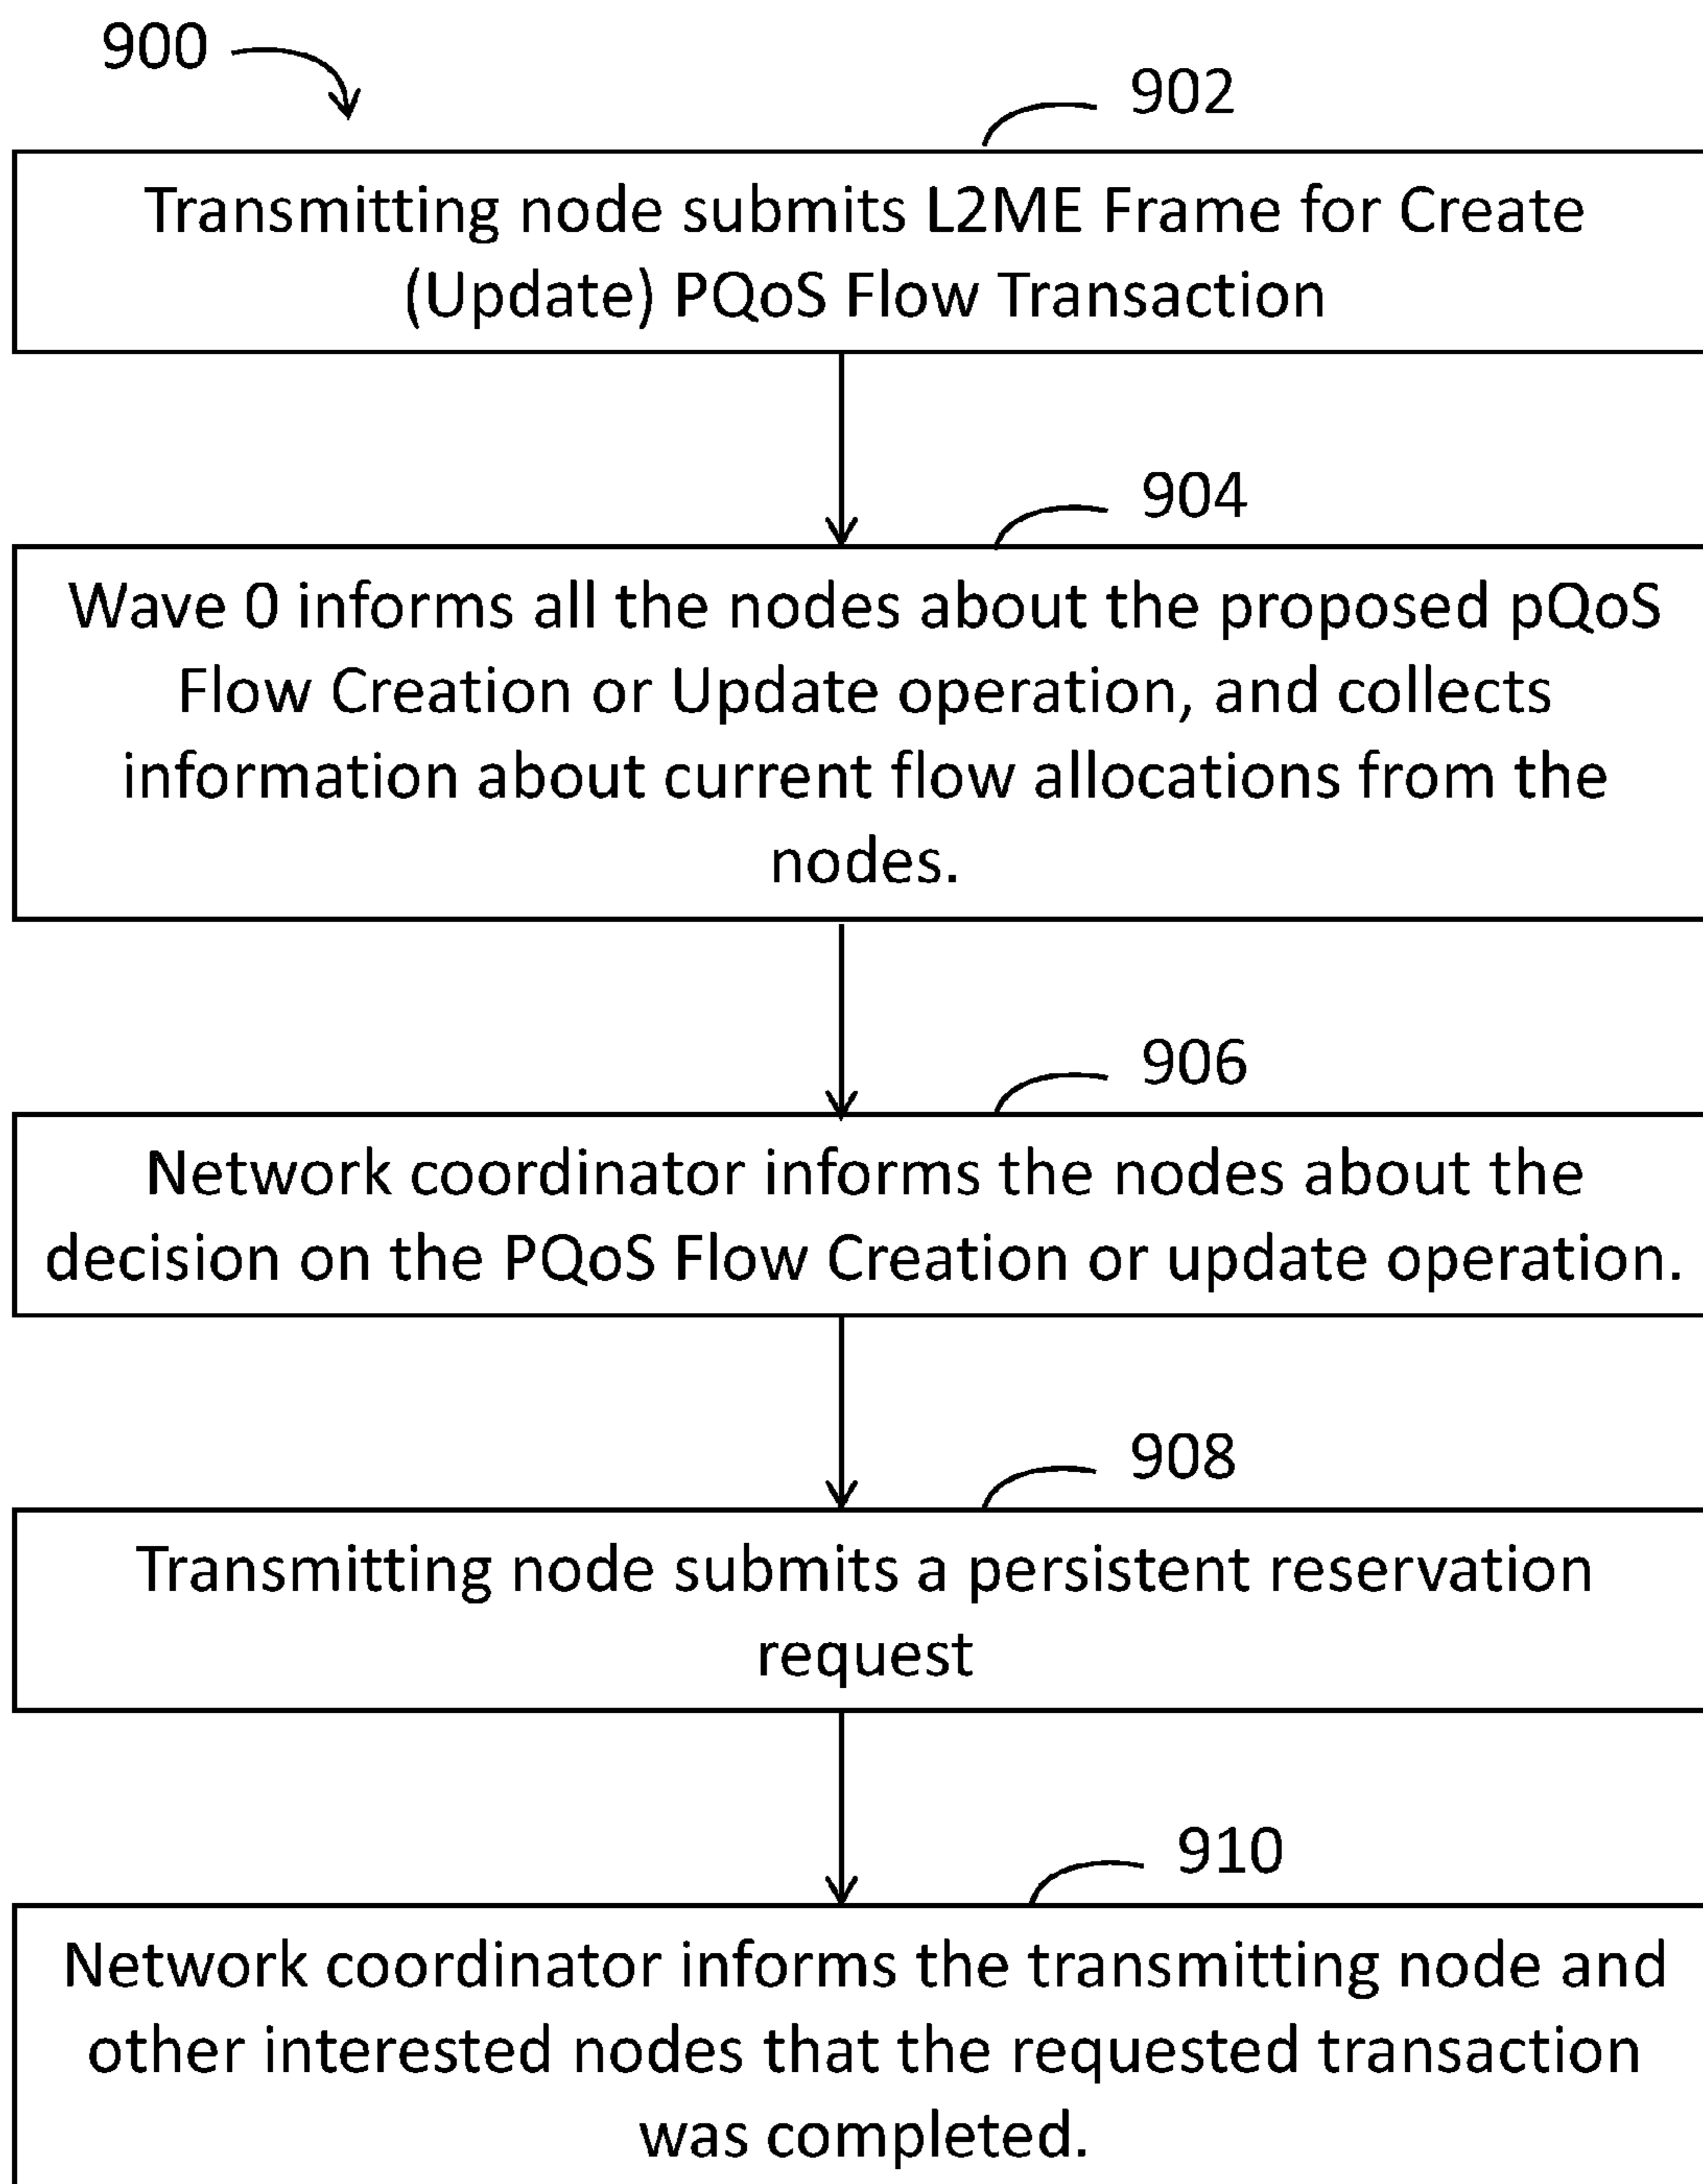 900
902
Transmitting node submits L2ME Frame for Create
(Update) PQoS Flow Transaction
904
Wave 0 informs all the nodes about the proposed pQoS
Flow Creation or Update operation, and collects
information about current flow allocations from the
nodes.
906
Network coordinator informs the nodes about the
decision on the PQoS Flow Creation or update operation.
908
Transmitting node submits a persistent reservation
request
910
Network coordinator informs the transmitting node and
other interested nodes that the requested transaction
was completed.